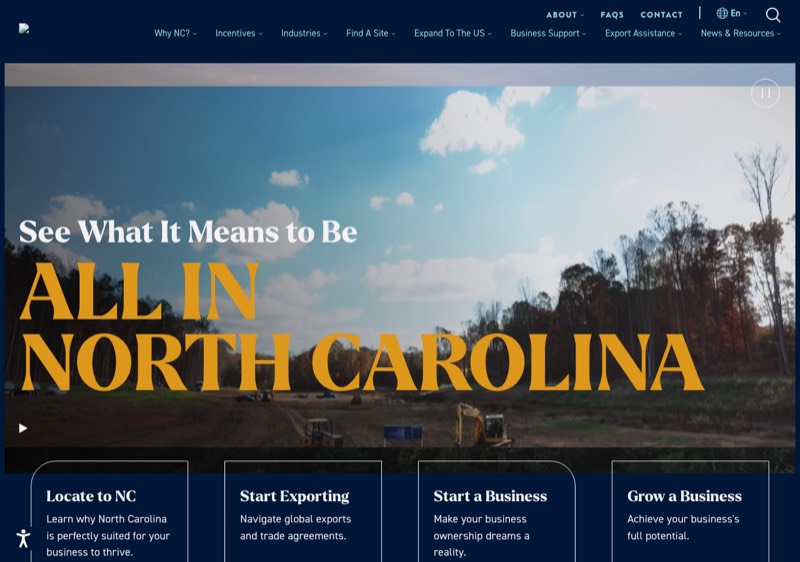 ABOUT
FAQS
CONTACT
En
Why NC?
Incentives
Industries
Find A Site
Expand To The US
Business Support
Export Assistance
News & Resources
See What It Means to Be
ALL IN
NORTH CAROLINA
Locate to NC
Learn why North Carolina
is perfectly suited for your
business to thrive.
Start Exporting
Navigate global exports
and trade agreements.
Start a Business
Make your business
ownership dreams a
reality.
Grow a Business
Achieve your business's
full potential.